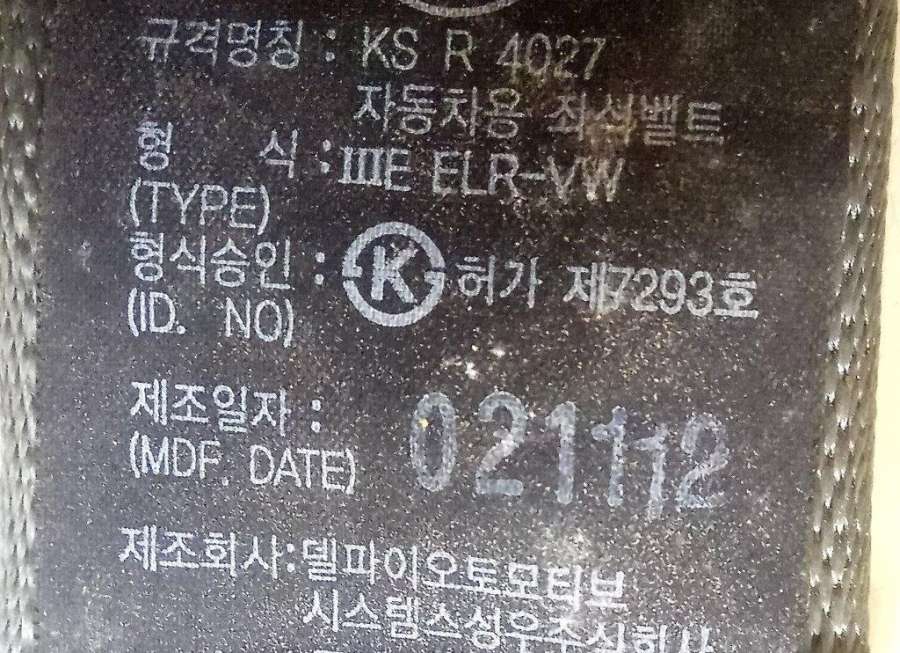 규격명칭 : KS R 4027
자동차용 좌석벨트
형 식 : IIIE ELR-VW
(TYPE)
형식승인 : K 허가 제7293호
(ID. NO)
제조일자 : 021112
(MDF. DATE)
제조회사:델파이오토모티브
시스템스성우주식회사